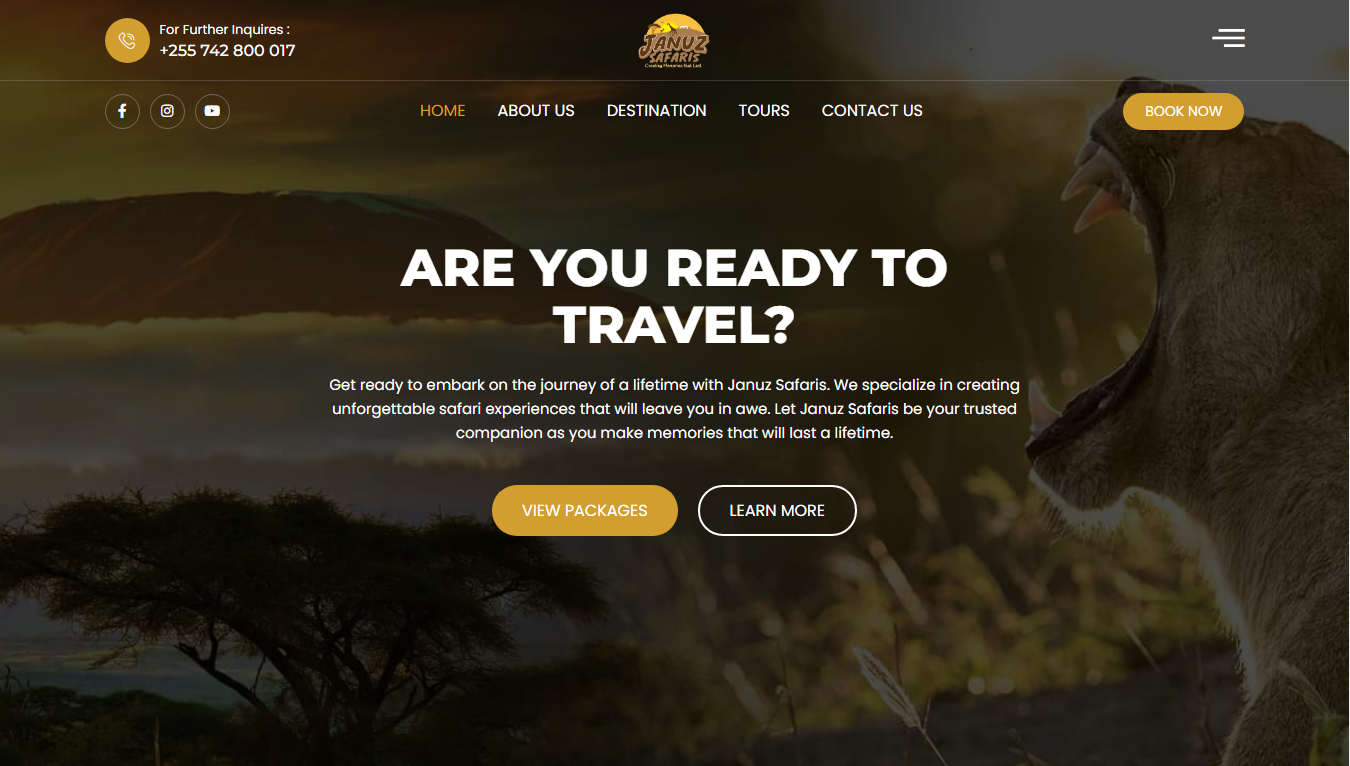 For Further Inquires :
+255 742 800 017
JANUZ
SAFARIS
Creating Memories that Last
HOME
ABOUT US
DESTINATION
TOURS
CONTACT US
BOOK NOW
ARE YOU READY TO
TRAVEL?
Get ready to embark on the journey of a lifetime with Januz Safaris. We specialize in creating
unforgettable safari experiences that will leave you in awe. Let Januz Safaris be your trusted
companion as you make memories that will last a lifetime.
VIEW PACKAGES
LEARN MORE